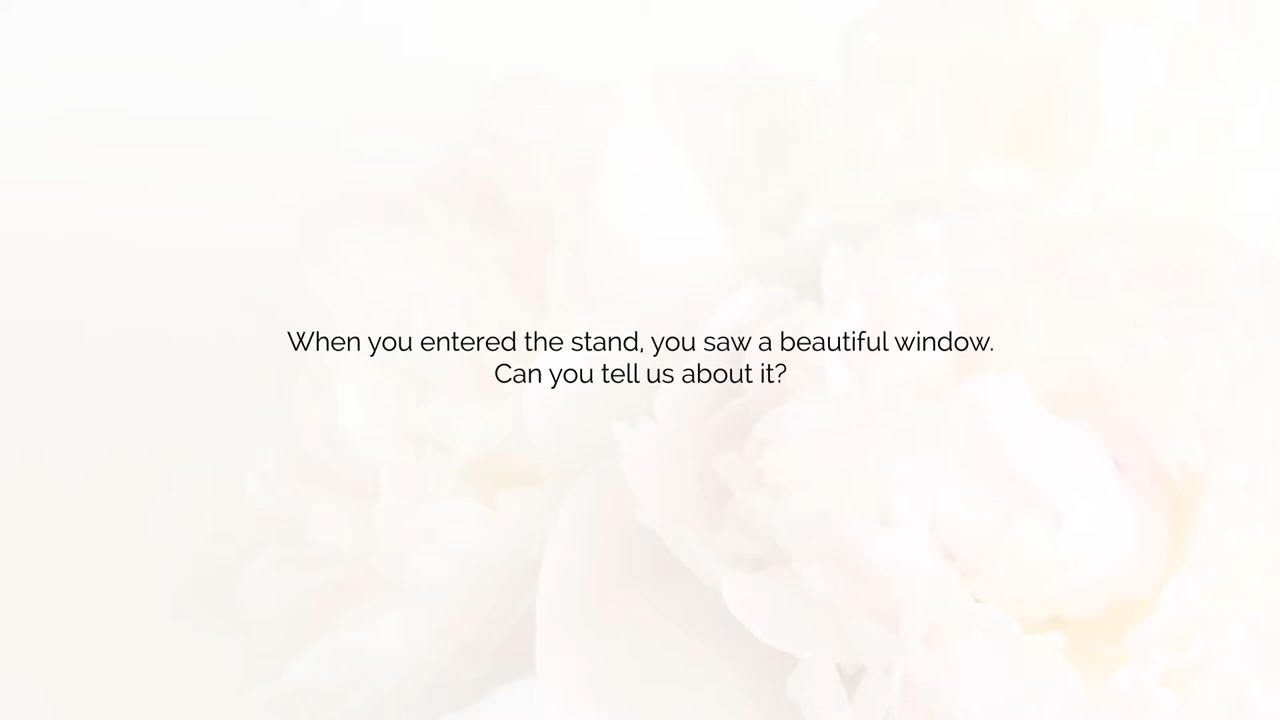 When you entered the stand, you saw a beautiful window.
Can you tell us about it?